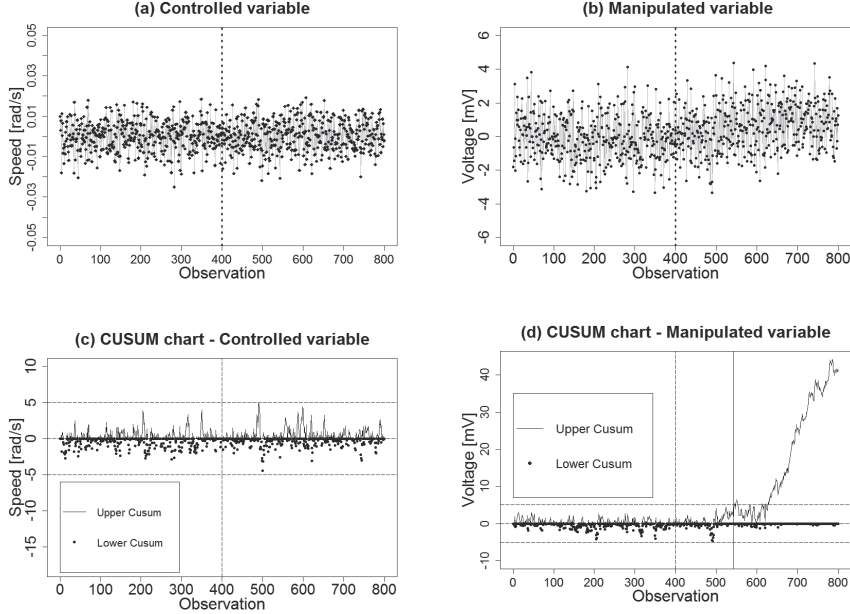 (a) Controlled variable
Speed [rad/s]
0.05
0.03
0.01
-0.01
-0.03
-0.05
0 100 200 300 400 500 600 700 800
Observation
(b) Manipulated variable
Voltage [mV]
6
4
2
0
-2
-4
-6
0 100 200 300 400 500 600 700 800
Observation
(c) CUSUM chart - Controlled variable
Speed [rad/s]
10
5
0
-5
-10
-15
Upper Cusum
Lower Cusum
0 100 200 300 400 500 600 700 800
Observation
(d) CUSUM chart - Manipulated variable
Voltage [mV]
40
30
20
10
0
-10
Upper Cusum
Lower Cusum
0 100 200 300 400 500 600 700 800
Observation